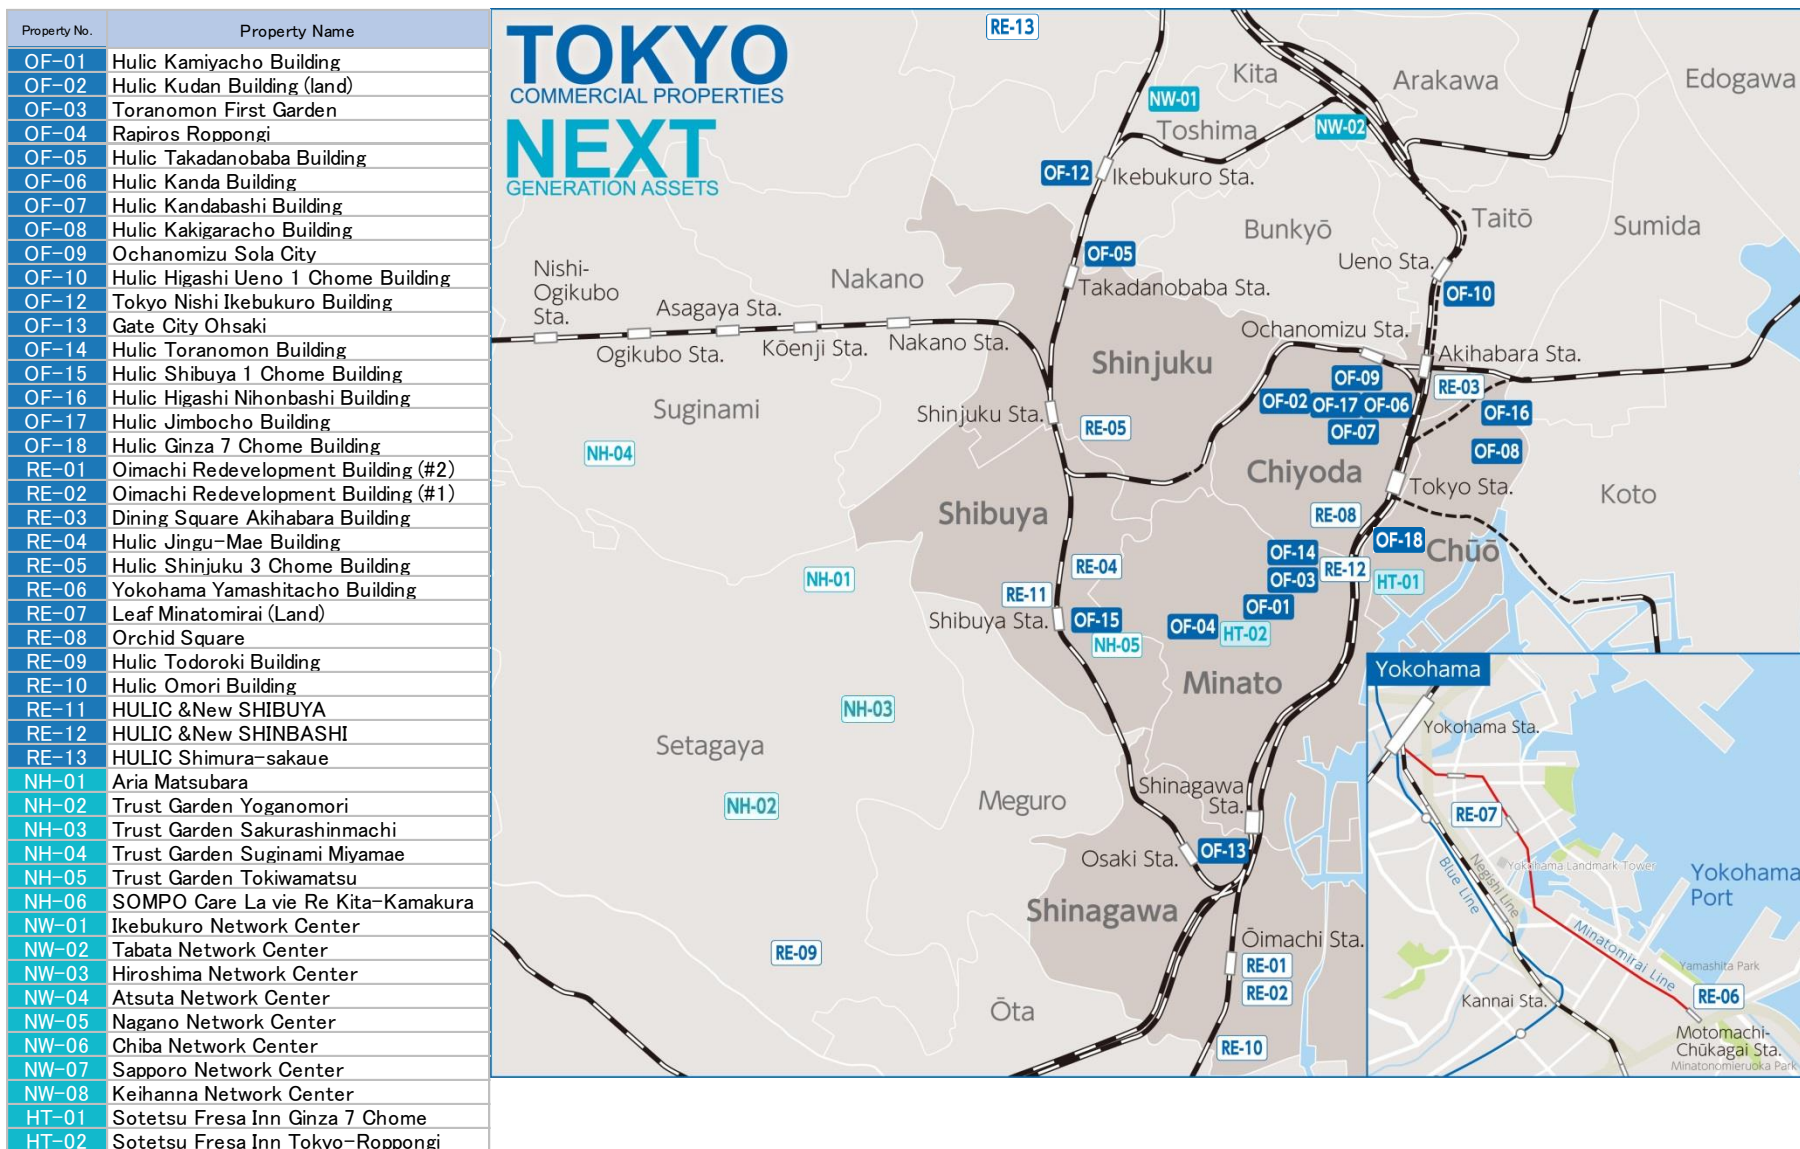 Property No. Property Name
OF-01 Hulic Kamiyacho Building
OF-02 Hulic Kudan Building (land)
OF-03 Toranomon First Garden
OF-04 Rapiros Roppongi
OF-05 Hulic Takadanobaba Building
OF-06 Hulic Kanda Building
OF-07 Hulic Kandabashi Building
OF-08 Hulic Kakigaracho Building
OF-09 Ochanomizu Sola City
OF-10 Hulic Higashi Ueno 1 Chome Building
OF-12 Tokyo Nishi Ikebukuro Building
OF-13 Gate City Ohsaki
OF-14 Hulic Toranomon Building
OF-15 Hulic Shibuya 1 Chome Building
OF-16 Hulic Higashi Nihonbashi Building
OF-17 Hulic Jimbocho Building
OF-18 Hulic Ginza 7 Chome Building
RE-01 Oimachi Redevelopment Building (#2)
RE-02 Oimachi Redevelopment Building (#1)
RE-03 Dining Square Akihabara Building
RE-04 Hulic Jingu-Mae Building
RE-05 Hulic Shinjuku 3 Chome Building
RE-06 Yokohama Yamashitacho Building
RE-07 Leaf Minatomirai (Land)
RE-08 Orchid Square
RE-09 Hulic Todoroki Building
RE-10 Hulic Omori Building
RE-11 HULIC &New SHIBUYA
RE-12 HULIC &New SHINBASHI
RE-13 HULIC Shimura-sakaue
NH-01 Aria Matsubara
NH-02 Trust Garden Yoganomori
NH-03 Trust Garden Sakurashinmachi
NH-04 Trust Garden Suginami Miyamae
NH-05 Trust Garden Tokiwamatsu
NH-06 SOMPO Care La vie Re Kita-Kamakura
NW-01 Ikebukuro Network Center
NW-02 Tabata Network Center
NW-03 Hiroshima Network Center
NW-04 Atsuta Network Center
NW-05 Nagano Network Center
NW-06 Chiba Network Center
NW-07 Sapporo Network Center
NW-08 Keihanna Network Center
HT-01 Sotetsu Fresa Inn Ginza 7 Chome
HT-02 Sotetsu Fresa Inn Tokyo-Roppongi
TOKYO
COMMERCIAL PROPERTIES
NEXT
GENERATION ASSETS
RE-13
Kita
Arakawa
Edogawa
NW-01
Toshima
NW-02
OF-12
Ikebukuro Sta.
Bunkyō
Taitō
Sumida
OF-05
Takadanobaba Sta.
Ueno Sta.
OF-10
Nishi-
Ogikubo
Sta.
Nakano
Asagaya Sta.
Ogikubo Sta.
Kōenji Sta.
Nakano Sta.
Ochanomizu Sta.
Akihabara Sta.
Shinjuku
OF-09
RE-03
Suginami
Shinjuku Sta.
RE-05
OF-02 OF-17 OF-06
OF-16
OF-07
NH-04
OF-08
Chiyoda
Tokyo Sta.
Koto
Shibuya
RE-08
OF-18
Chūō
OF-14
RE-04
RE-12
NH-01
OF-03
HT-01
RE-11
OF-01
Shibuya Sta.
OF-15
OF-04
HT-02
NH-05
Minato
NH-03
Setagaya
NH-02
Meguro
Shinagawa
Sta.
Osaki Sta.
OF-13
Shinagawa
RE-09
Ōimachi Sta.
RE-01
RE-02
Ōta
RE-10
Yokohama
Yokohama Sta.
RE-07
Yokohama Landmark Tower
Blue Line
Negishi Line
Yokohama
Port
Minatomirai Line
Yamashita Park
Kannai Sta.
RE-06
Motomachi-
Chūkagai Sta.
Minatonomieruoka Park